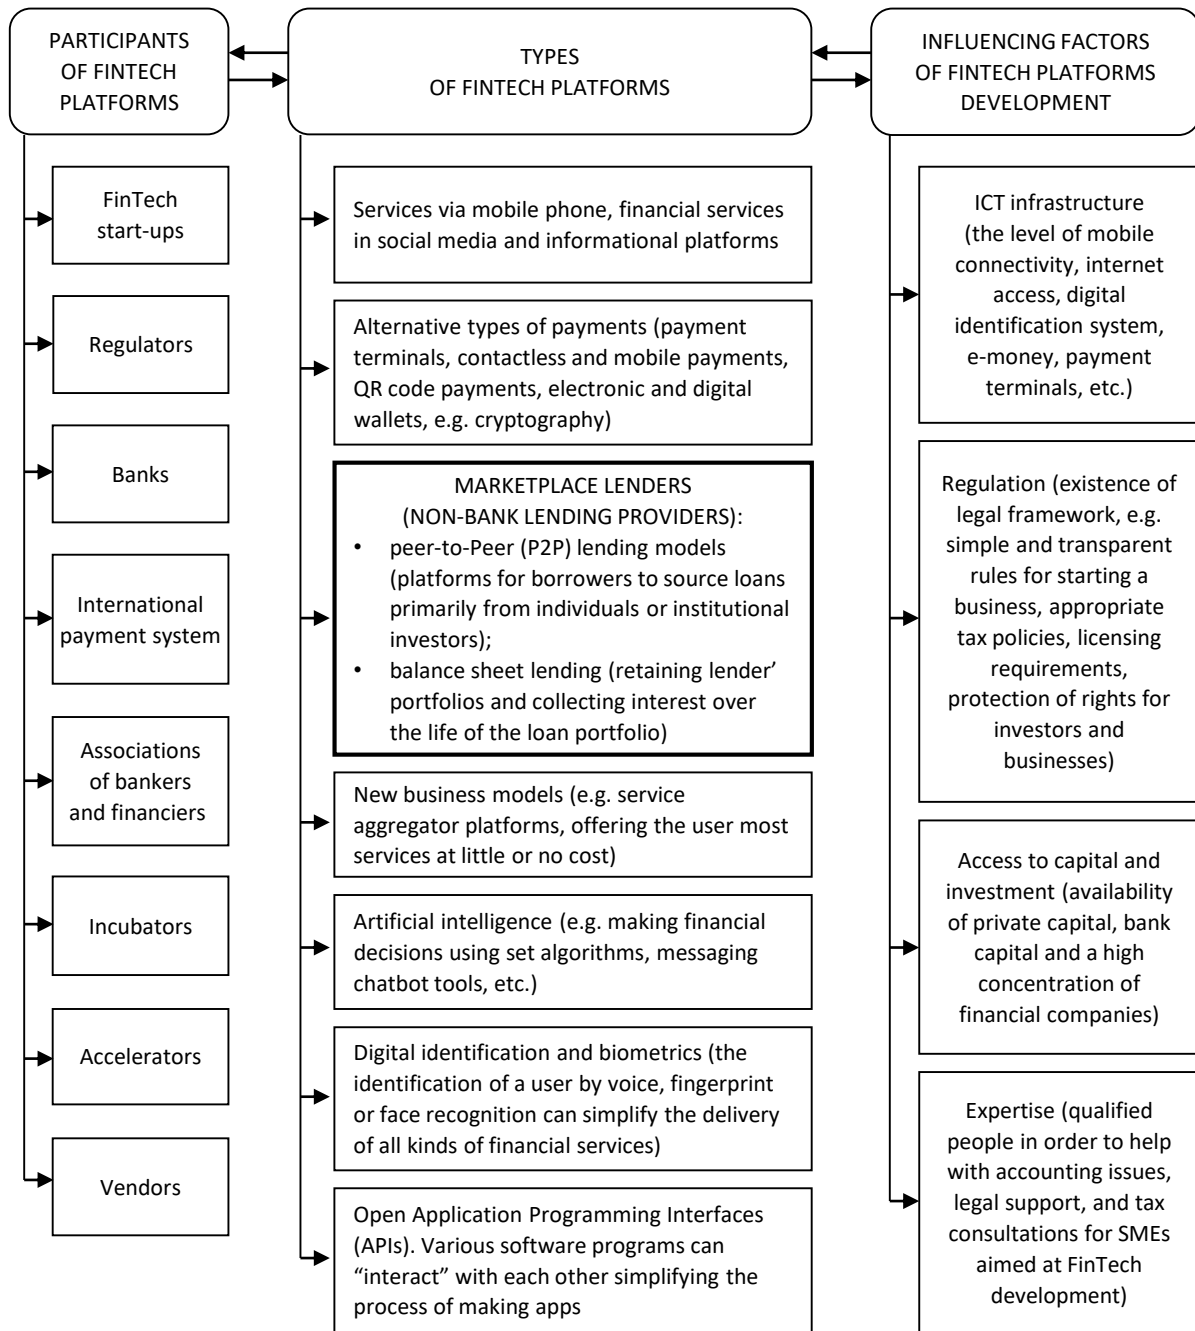 PARTICIPANTS
OF FINTECH
PLATFORMS
FinTech
start-ups
Regulators
Banks
International
payment system
Associations
of bankers
and financiers
Incubators
Accelerators
Vendors
TYPES
OF FINTECH PLATFORMS
Services via mobile phone, financial services
in social media and informational platforms
Alternative types of payments (payment
terminals, contactless and mobile payments,
QR code payments, electronic and digital
wallets, e.g. cryptography)
MARKETPLACE LENDERS
(NON-BANK LENDING PROVIDERS):
• peer-to-Peer (P2P) lending models
(platforms for borrowers to source loans
primarily from individuals or institutional
investors);
• balance sheet lending (retaining lender’
portfolios and collecting interest over
the life of the loan portfolio)
New business models (e.g. service
aggregator platforms, offering the user most
services at little or no cost)
Artificial intelligence (e.g. making financial
decisions using set algorithms, messaging
chatbot tools, etc.)
Digital identification and biometrics (the
identification of a user by voice, fingerprint
or face recognition can simplify the delivery
of all kinds of financial services)
Open Application Programming Interfaces
(APIs). Various software programs can
“interact” with each other simplifying the
process of making apps
INFLUENCING FACTORS
OF FINTECH PLATFORMS
DEVELOPMENT
ICT infrastructure
(the level of mobile
connectivity, internet
access, digital
identification system,
e-money, payment
terminals, etc.)
Regulation (existence of
legal framework, e.g.
simple and transparent
rules for starting a
business, appropriate
tax policies, licensing
requirements,
protection of rights for
investors and
businesses)
Access to capital and
investment (availability
of private capital, bank
capital and a high
concentration of
financial companies)
Expertise (qualified
people in order to help
with accounting issues,
legal support, and tax
consultations for SMEs
aimed at FinTech
development)